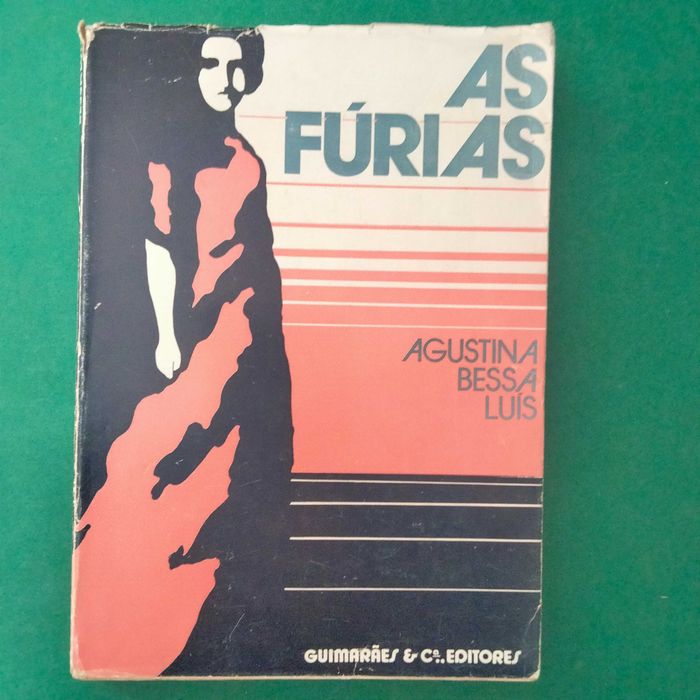 AS
FÚRIAS
AGUSTINA
BESSA
LUÍS
GUIMARÃES & Cª. EDITORES